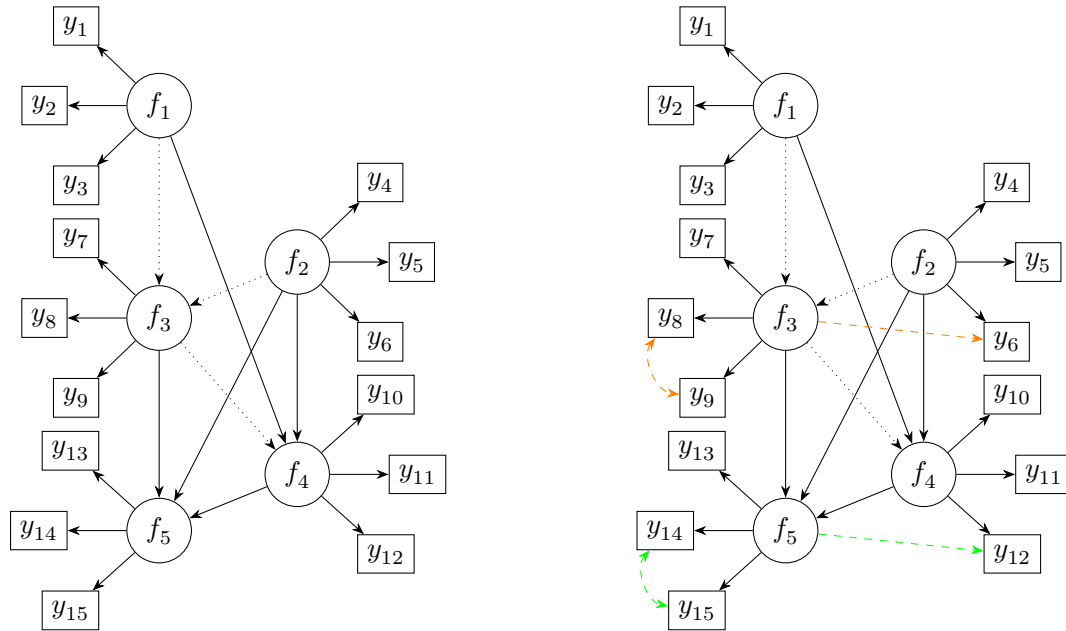 y₁
f₁
y₂
y₃
y₄
y₇
f₂
y₅
f₃
y₈
y₆
y₉
y₁₀
y₁₃
f₄
y₁₁
f₅
y₁₄
y₁₂
y₁₅
y₁
f₁
y₂
y₃
y₄
y₇
f₂
y₅
f₃
y₈
y₆
y₉
y₁₀
y₁₃
f₄
y₁₁
f₅
y₁₄
y₁₂
y₁₅